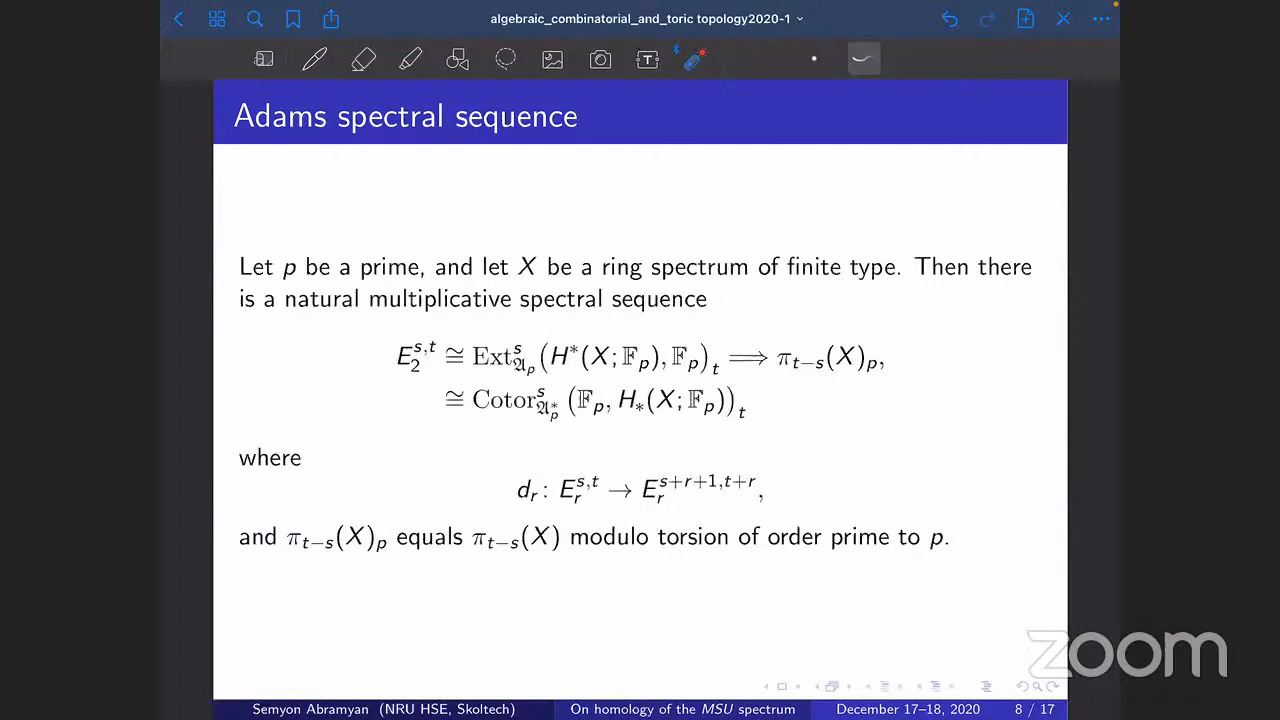 algebraic_combinatorial_and_toric topology2020-1
T
Adams spectral sequence
Let p be a prime, and let X be a ring spectrum of finite type. Then there
is a natural multiplicative spectral sequence
E₂^{s,t} ≅ Ext^s_{𝔄_p} (H*(X; 𝔽_p), 𝔽_p)_t ⟹ π_{t−s}(X)_p,
≅ Cotor^s_{𝔄*_p} (𝔽_p, H_*(X; 𝔽_p))_t
where
d_r : E_r^{s,t} → E_r^{s+r+1,t+r},
and π_{t−s}(X)_p equals π_{t−s}(X) modulo torsion of order prime to p.
zoom
Semyon Abramyan (NRU HSE, Skoltech) On homology of the MSU spectrum December 17–18, 2020 8 / 17